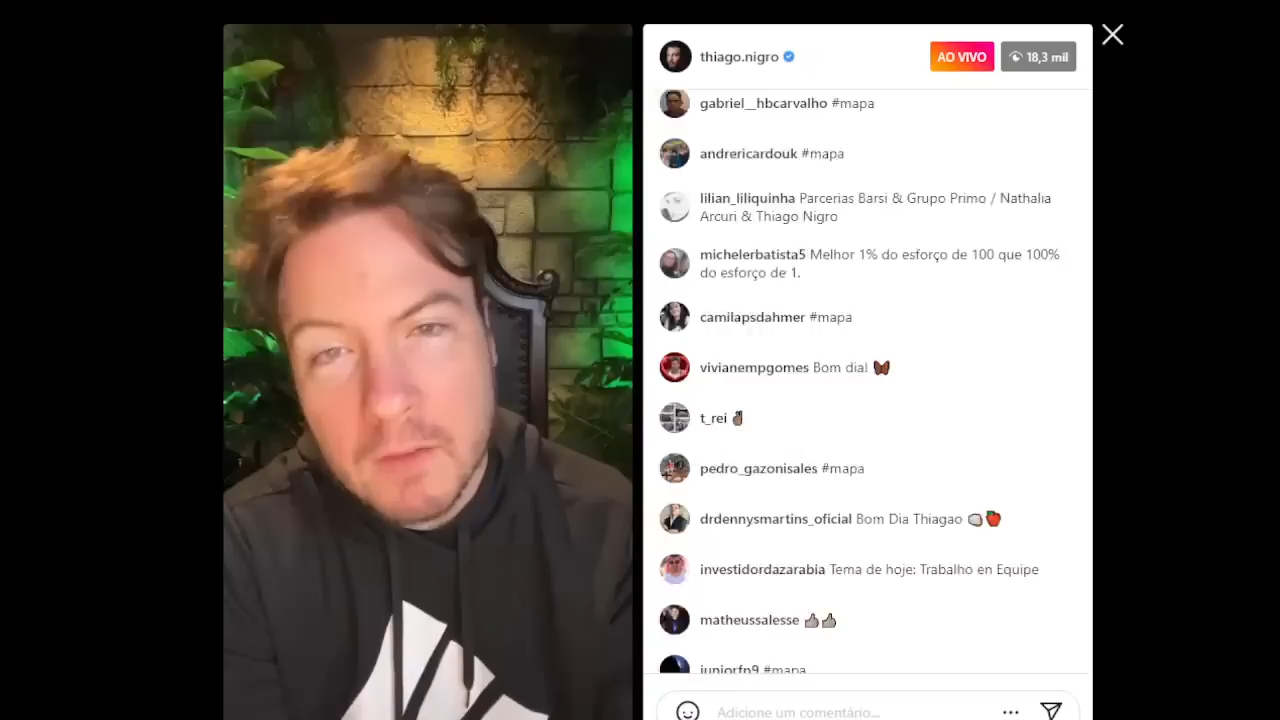 thiago.nigro
AO VIVO
18,3 mil
gabriel__hbcarvalho #mapa
andrericardouk #mapa
lilian_liliquinha Parcerias Barsi & Grupo Primo / Nathalia
Arcuri & Thiago Nigro
michelerbatista5 Melhor 1% do esforço de 100 que 100%
do esforço de 1.
camilapsdahmer #mapa
vivianempgomes Bom dia!
t_rei
pedro_gazonisales #mapa
drdennysmartins_oficial Bom Dia Thiagao
investidordazarabia Tema de hoje: Trabalho en Equipe
matheussalesse
juniorfn9 #mapa
Adicione um comentário...